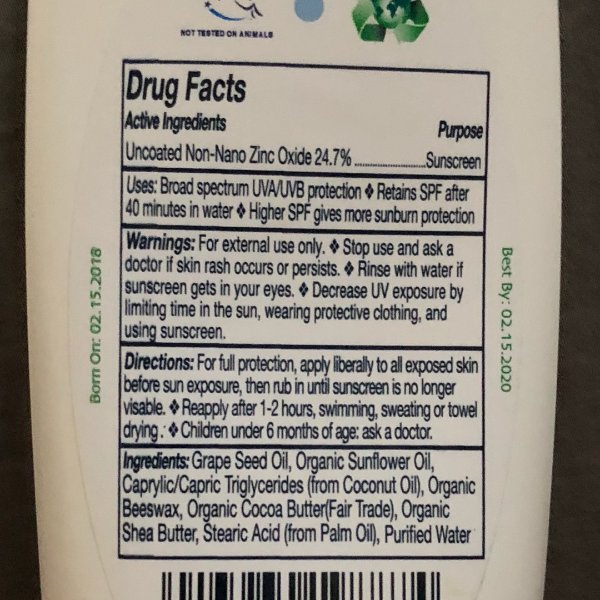 NOT TESTED ON ANIMALS
Drug Facts
Active Ingredients
Purpose
Uncoated Non-Nano Zinc Oxide 24.7% ........................Sunscreen
Uses: Broad spectrum UVA/UVB protection ❖ Retains SPF after
40 minutes in water ❖ Higher SPF gives more sunburn protection
Warnings: For external use only. ❖ Stop use and ask a
doctor if skin rash occurs or persists. ❖ Rinse with water if
sunscreen gets in your eyes. ❖ Decrease UV exposure by
limiting time in the sun, wearing protective clothing, and
using sunscreen.
Directions: For full protection, apply liberally to all exposed skin
before sun exposure, then rub in until sunscreen is no longer
visable. ❖ Reapply after 1-2 hours, swimming, sweating or towel
drying. ❖ Children under 6 months of age: ask a doctor.
Ingredients: Grape Seed Oil, Organic Sunflower Oil,
Caprylic/Capric Triglycerides (from Coconut Oil), Organic
Beeswax, Organic Cocoa Butter(Fair Trade), Organic
Shea Butter, Stearic Acid (from Palm Oil), Purified Water
Born On: 02.15.2018
Best By: 02.15.2020